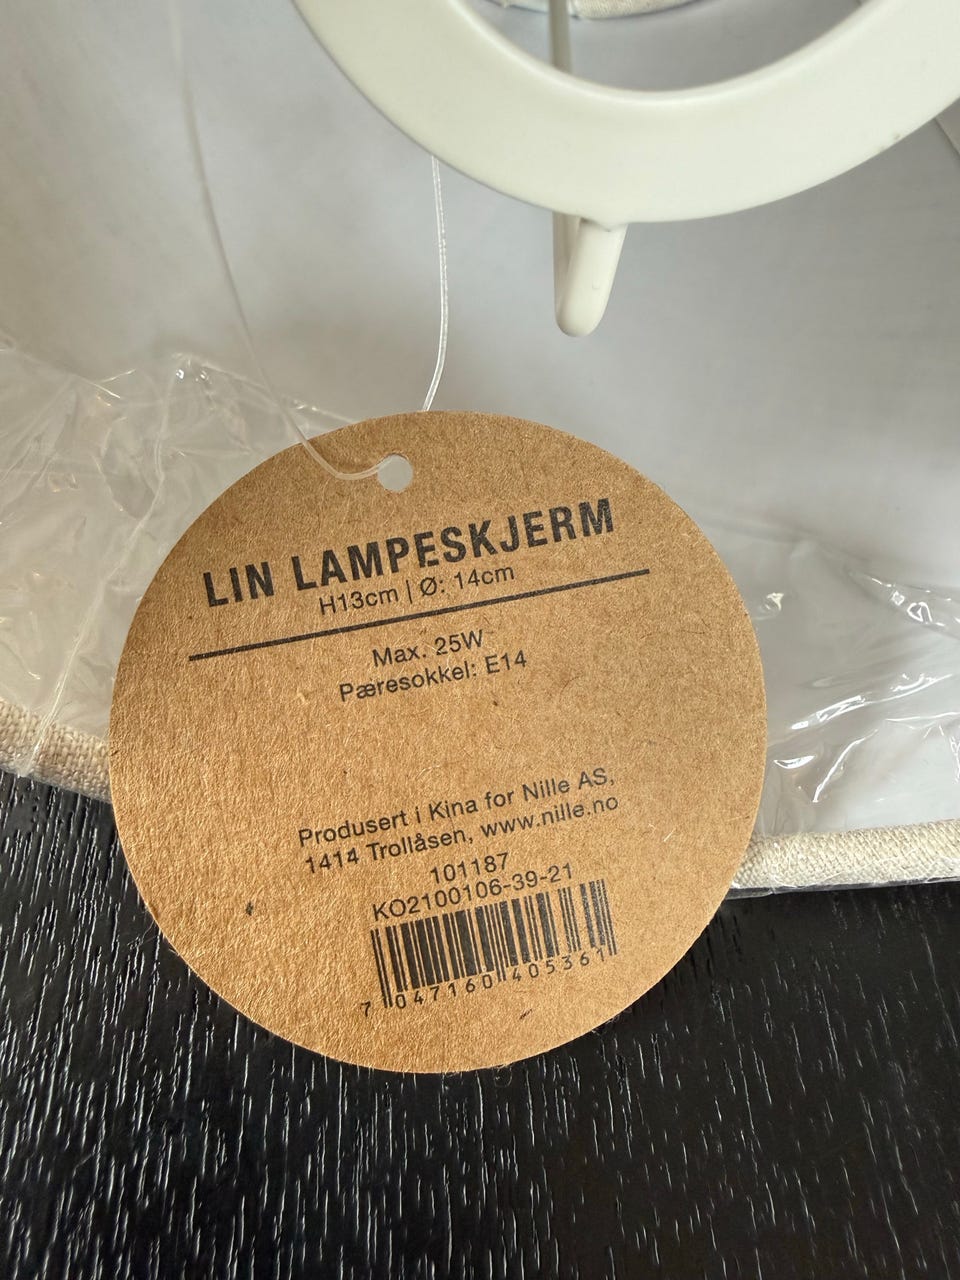 LIN LAMPESKJERM
H13cm | Ø: 14cm
Max. 25W
Pæresokkel: E14
Produsert i Kina for Nille AS,
1414 Trollåsen, www.nille.no
101187
KO2100106-39-21
7 047160 405361